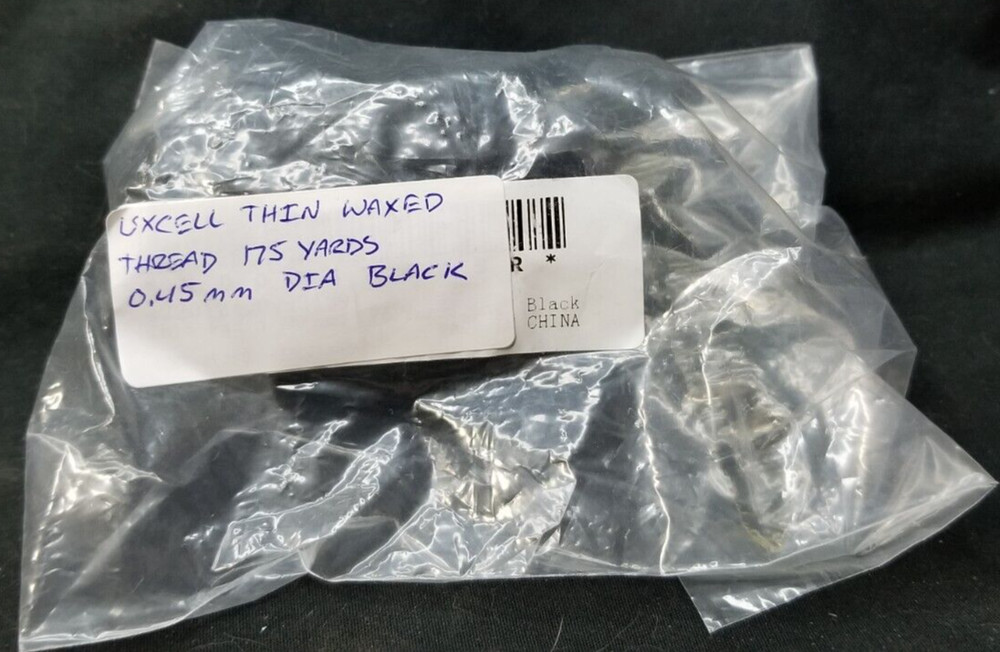 UXCELL THIN WAXED
THREAD 175 YARDS
0.45mm DIA BLACK
R *
Black
CHINA